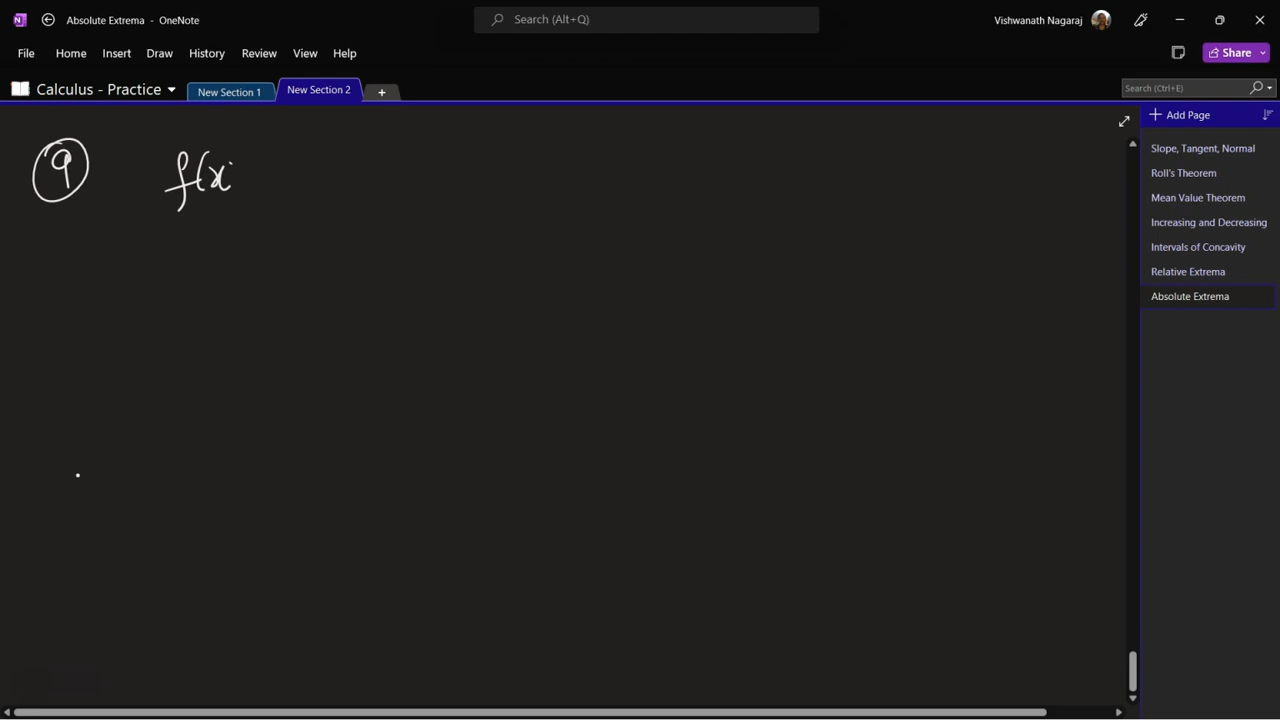 Absolute Extrema - OneNote
Search (Alt+Q)
Vishwanath Nagaraj
File Home Insert Draw History Review View Help
Share
Calculus - Practice
New Section 1
New Section 2
+
Search (Ctrl+E)
Add Page
Slope, Tangent, Normal
Roll's Theorem
Mean Value Theorem
Increasing and Decreasing
Intervals of Concavity
Relative Extrema
Absolute Extrema
9 f(x